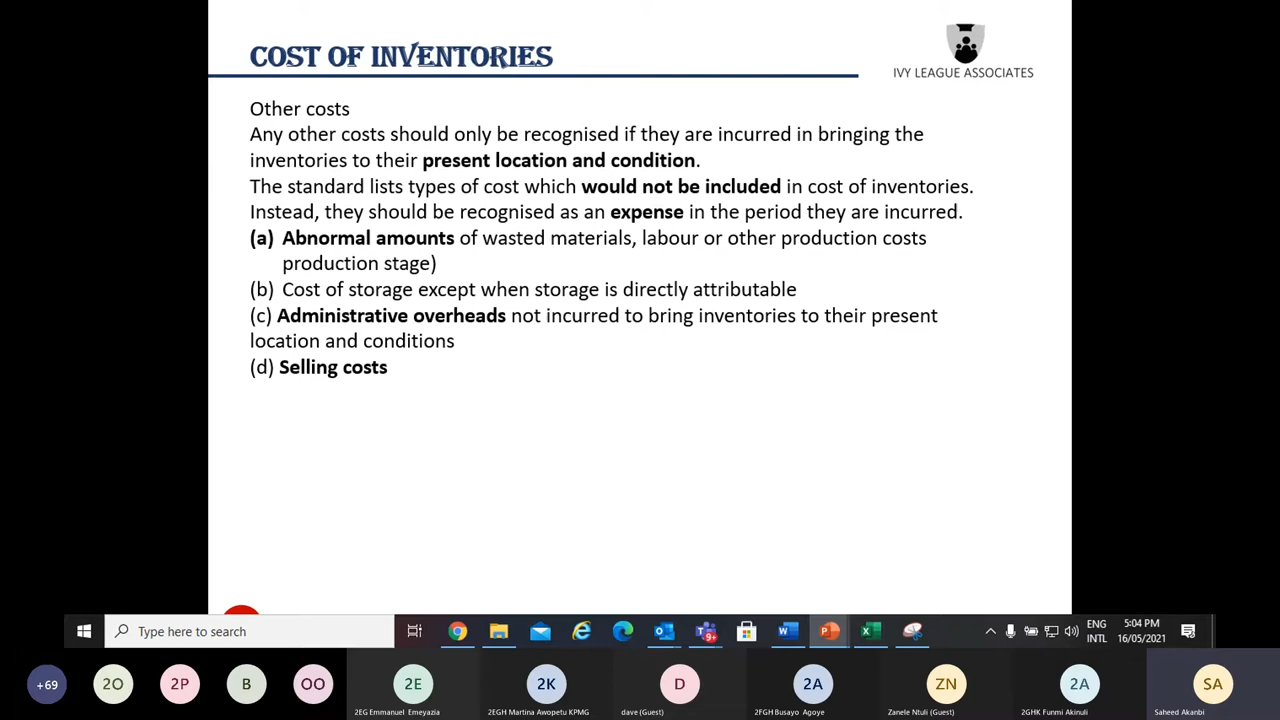 COST OF INVENTORIES
IVY LEAGUE ASSOCIATES
Other costs
Any other costs should only be recognised if they are incurred in bringing the
inventories to their present location and condition.
The standard lists types of cost which would not be included in cost of inventories.
Instead, they should be recognised as an expense in the period they are incurred.
(a) Abnormal amounts of wasted materials, labour or other production costs
production stage)
(b) Cost of storage except when storage is directly attributable
(c) Administrative overheads not incurred to bring inventories to their present
location and conditions
(d) Selling costs
Type here to search
9+
ENG
INTL
5:04 PM
16/05/2021
+69
2O
2P
B
OO
2E
2K
D
2A
ZN
2A
SA
2EG Emmanuel Emeyazia
2EGH Martina Awopetu KPMG
dave (Guest)
2FGH Busayo Agoye
Zanele Ntuli (Guest)
2GHK Funmi Akinuli
Saheed Akanbi